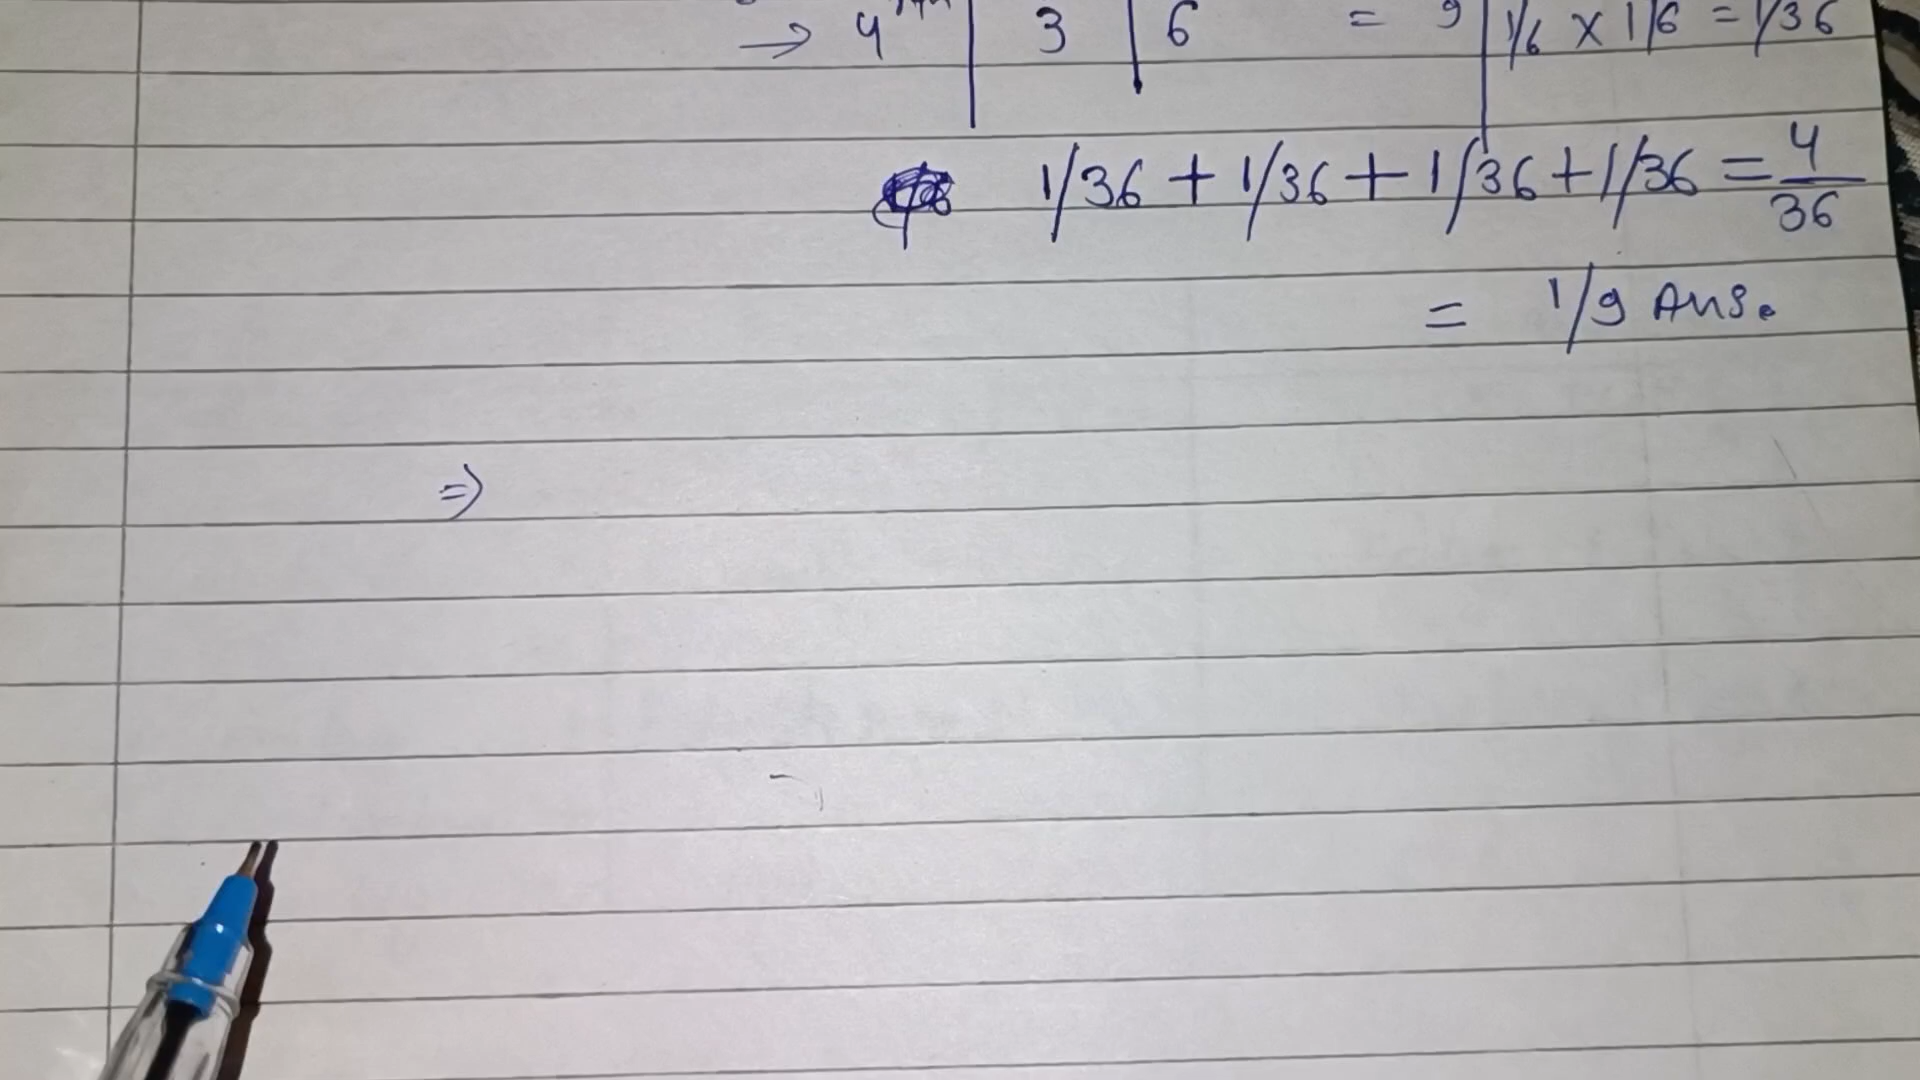 → 4 3 6 = 9 1/6 × 1/6 = 1/36
1/36 + 1/36 + 1/36 + 1/36 = 4/36
= 1/9 Ans.
⇒